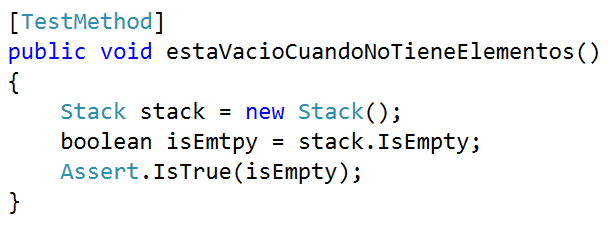 [TestMethod]
public void estaVacioCuandoNoTieneElementos()
{
    Stack stack = new Stack();
    boolean isEmtpy = stack.IsEmpty;
    Assert.IsTrue(isEmpty);
}